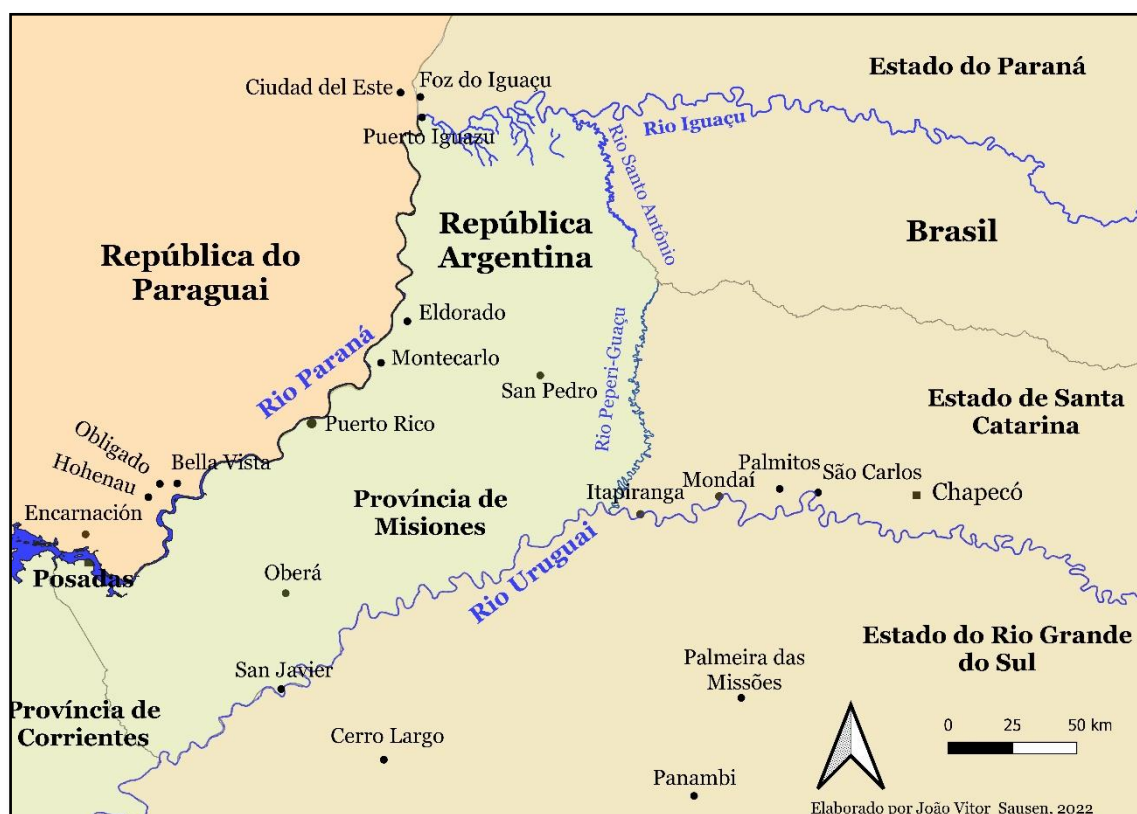 Estado do Paraná
Ciudad del Este
Foz do Iguaçu
Puerto Iguazu
Rio Iguaçu
Rio Santo Antônio
República
Argentina
Brasil
República do
Paraguai
Eldorado
Rio Paraná
Montecarlo
San Pedro
Rio Peperi-Guaçu
Estado de Santa
Catarina
Puerto Rico
Obligado
Hohenau
Bella Vista
Palmitos
São Carlos
Mondaí
Itapiranga
Chapecó
Província de
Misiones
Encarnación
Posadas
Oberá
Rio Uruguai
Estado do Rio Grande
do Sul
San Javier
Palmeira das
Missões
Província de
Corrientes
Cerro Largo
0 25 50 km
Panambi
Elaborado por João Vitor Sausen, 2022